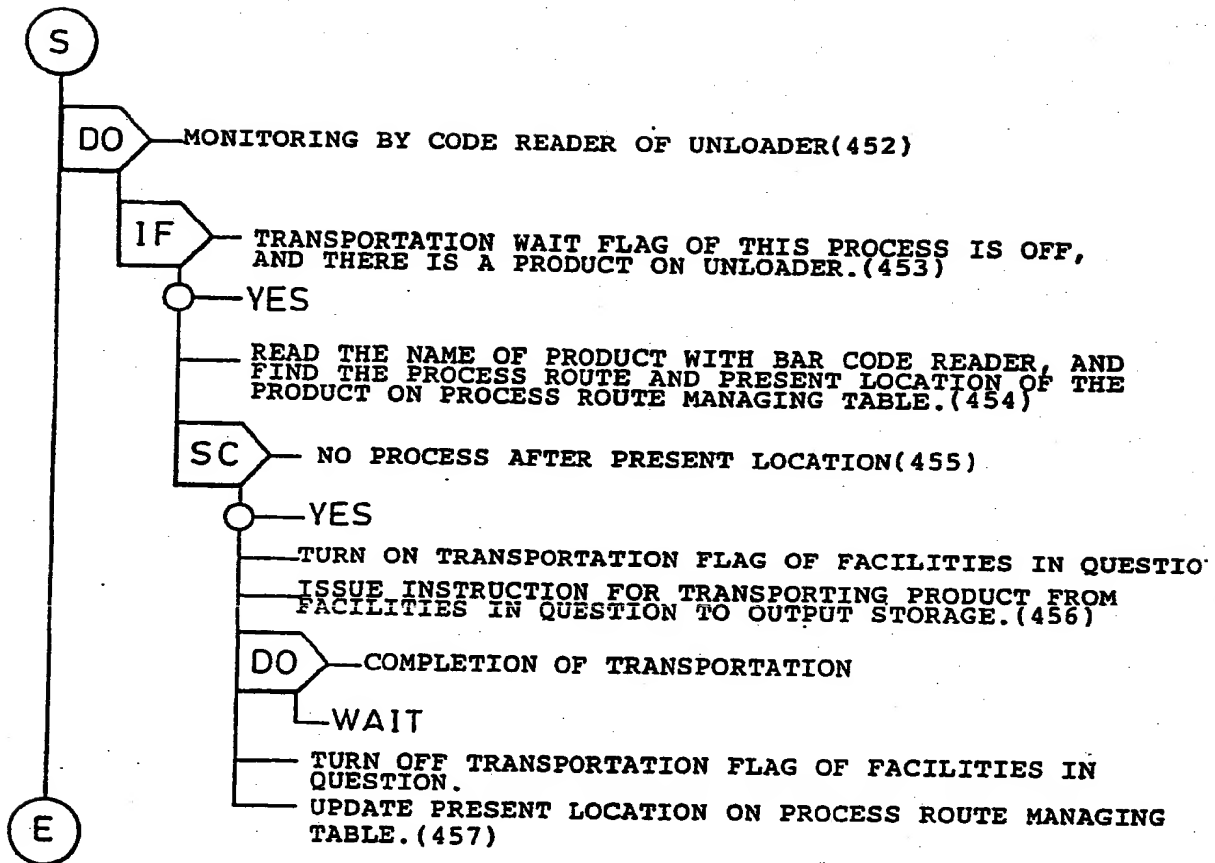 S
DO MONITORING BY CODE READER OF UNLOADER(452)
IF TRANSPORTATION WAIT FLAG OF THIS PROCESS IS OFF,
AND THERE IS A PRODUCT ON UNLOADER.(453)
YES
READ THE NAME OF PRODUCT WITH BAR CODE READER, AND
FIND THE PROCESS ROUTE AND PRESENT LOCATION OF THE
PRODUCT ON PROCESS ROUTE MANAGING TABLE.(454)
SC NO PROCESS AFTER PRESENT LOCATION(455)
YES
TURN ON TRANSPORTATION FLAG OF FACILITIES IN
ISSUE INSTRUCTION FOR TRANSPORTING PRODUCT FROM
FACILITIES IN QUESTION TO OUTPUT STORAGE.(456)
DO COMPLETION OF TRANSPORTATION
WAIT
TURN OFF TRANSPORTATION FLAG OF FACILITIES IN
QUESTION.
UPDATE PRESENT LOCATION ON PROCESS ROUTE MANAGING
TABLE.(457)
E